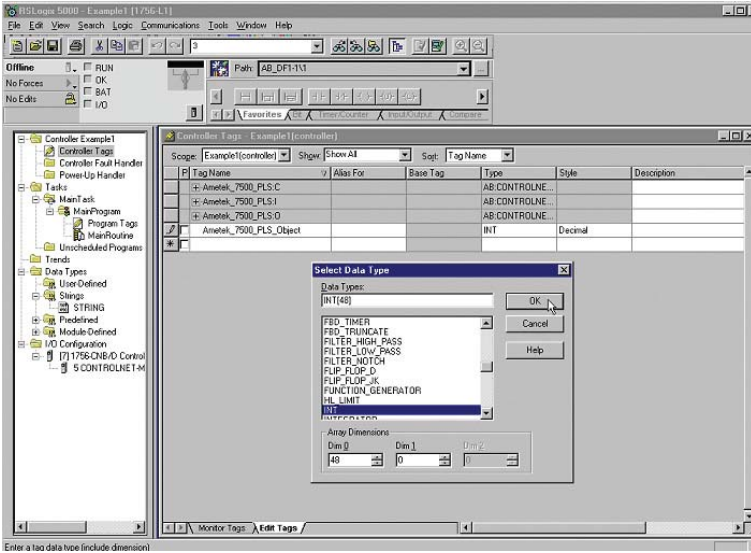 RSLogix 5000 - Example1 [1756-L1]
File Edit View Search Logic Communications Tools Window Help
3
Offline
RUN
No Forces
OK
No Edits
BAT
I/O
Path: AB_DF1-1\1
Favorites Bit Timer/Counter Input/Output Compare
Controller Example1
Controller Tags
Controller Fault Handler
Power-Up Handler
Tasks
MainTask
MainProgram
Program Tags
MainRoutine
Unscheduled Programs
Trends
Data Types
User-Defined
Strings
STRING
Predefined
Module-Defined
I/O Configuration
[7] 1756-CNB/D Control
5 CONTROLNET-M
Controller Tags - Example1(controller)
Scope: Example1(controller) Show: Show All Sort: Tag Name
P Tag Name Alias For Base Tag Type Style Description
Ametek_7500_PLS:C AB:CONTROLNE...
Ametek_7500_PLS:I AB:CONTROLNE...
Ametek_7500_PLS:O AB:CONTROLNE...
Ametek_7500_PLS_Object INT Decimal
Select Data Type
Data Types:
INT[48]
OK
Cancel
Help
FBD_TIMER
FBD_TRUNCATE
FILTER_HIGH_PASS
FILTER_LOW_PASS
FILTER_NOTCH
FLIP_FLOP_D
FLIP_FLOP_JK
FUNCTION_GENERATOR
HL_LIMIT
INT
INTEGRATOR
Array Dimensions
Dim 0 Dim 1 Dim 2
48 0 0
Monitor Tags Edit Tags
Enter a tag data type (include dimension)